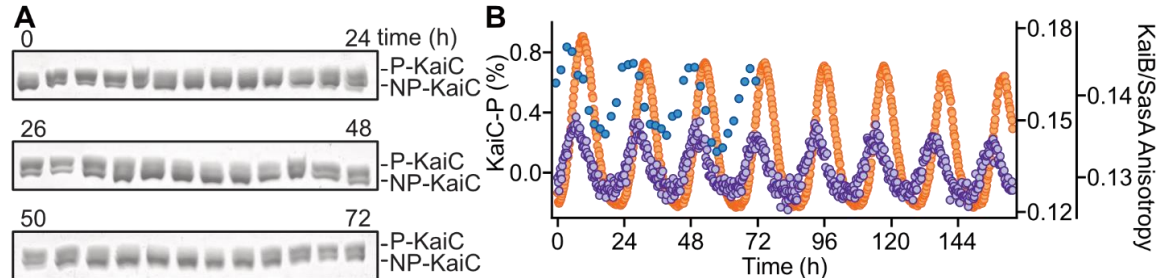 A
0 24 time (h)
-P-KaiC
-NP-KaiC
26 48
-P-KaiC
-NP-KaiC
50 72
-P-KaiC
-NP-KaiC
B
KaiC-P (%)
0.8
0.4
0.0
0 24 48 72 96 120 144
Time (h)
0.18
0.15
0.12
0.14
0.13
KaiB/SasA Anisotropy